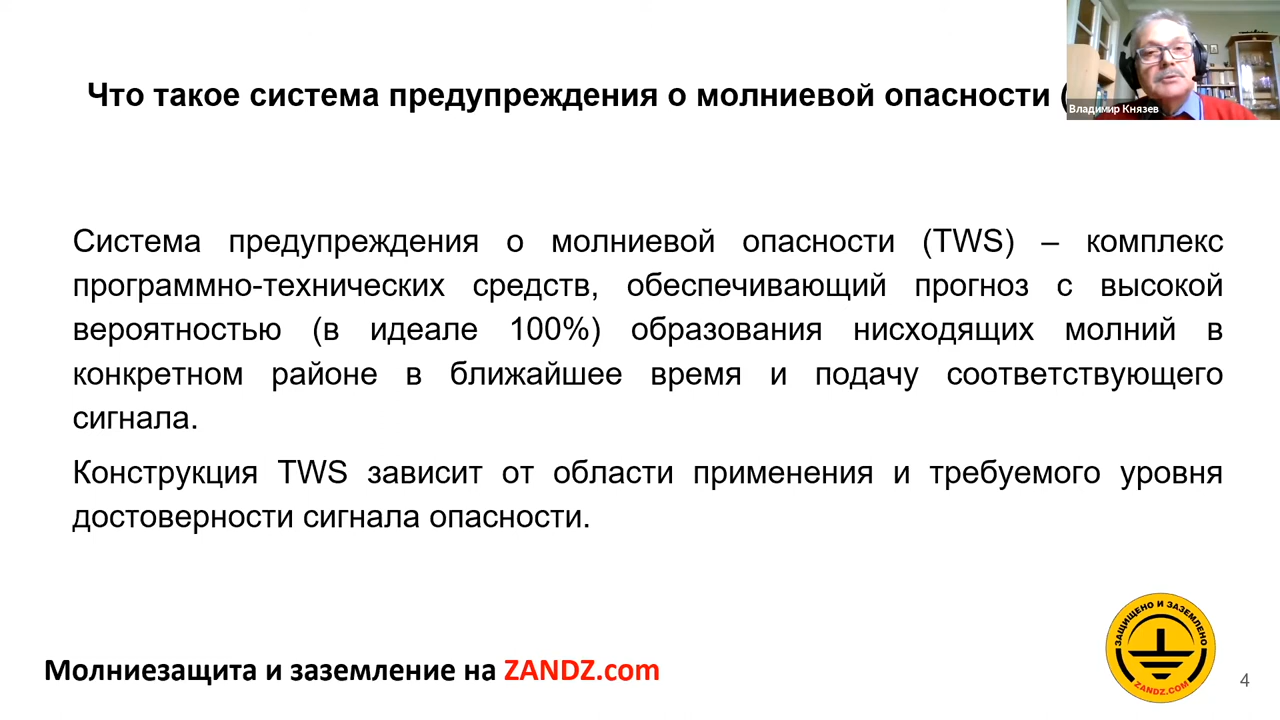 Что такое система предупреждения о молниевой опасности (
Владимир Князев
Система предупреждения о молниевой опасности (TWS) – комплекс
программно-технических средств, обеспечивающий прогноз с высокой
вероятностью (в идеале 100%) образования нисходящих молний в
конкретном районе в ближайшее время и подачу соответствующего
сигнала.
Конструкция TWS зависит от области применения и требуемого уровня
достоверности сигнала опасности.
ЗАЩИЩЕНО И ЗАЗЕМЛЕНО
ZANDZ.COM
Молниезащита и заземление на ZANDZ.com
4